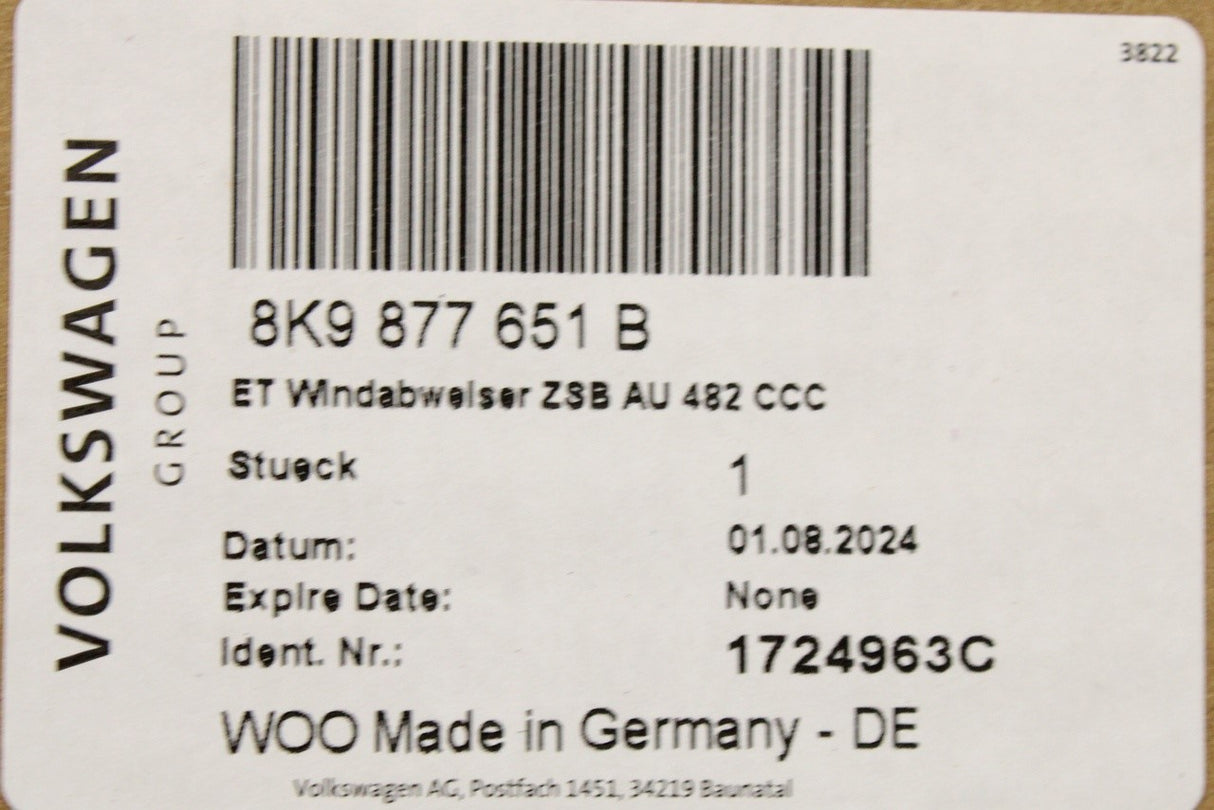 3822
VOLKSWAGEN
GROUP
8K9 877 651 B
ET Windabweiser ZSB AU 482 CCC
Stueck 1
Datum: 01.08.2024
Expire Date: None
Ident. Nr.: 1724963C
WOO Made in Germany - DE
Volkswagen AG, Postfach 1451, 34219 Baunatal